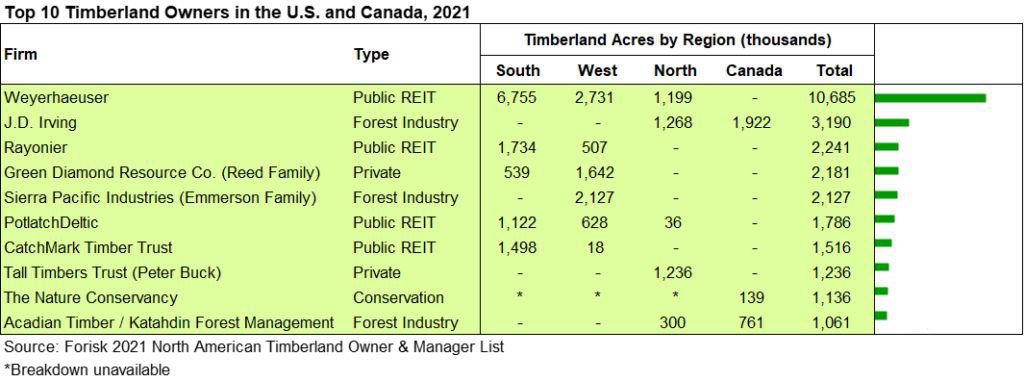 Top 10 Timberland Owners in the U.S. and Canada, 2021
Firm Type Timberland Acres by Region (thousands)
South West North Canada Total
Weyerhaeuser Public REIT 6,755 2,731 1,199 - 10,685
J.D. Irving Forest Industry - - 1,268 1,922 3,190
Rayonier Public REIT 1,734 507 - - 2,241
Green Diamond Resource Co. (Reed Family) Private 539 1,642 - - 2,181
Sierra Pacific Industries (Emmerson Family) Forest Industry - 2,127 - - 2,127
PotlatchDeltic Public REIT 1,122 628 36 - 1,786
CatchMark Timber Trust Public REIT 1,498 18 - - 1,516
Tall Timbers Trust (Peter Buck) Private - - 1,236 - 1,236
The Nature Conservancy Conservation * * * 139 1,136
Acadian Timber / Katahdin Forest Management Forest Industry - - 300 761 1,061
Source: Forisk 2021 North American Timberland Owner & Manager List
*Breakdown unavailable